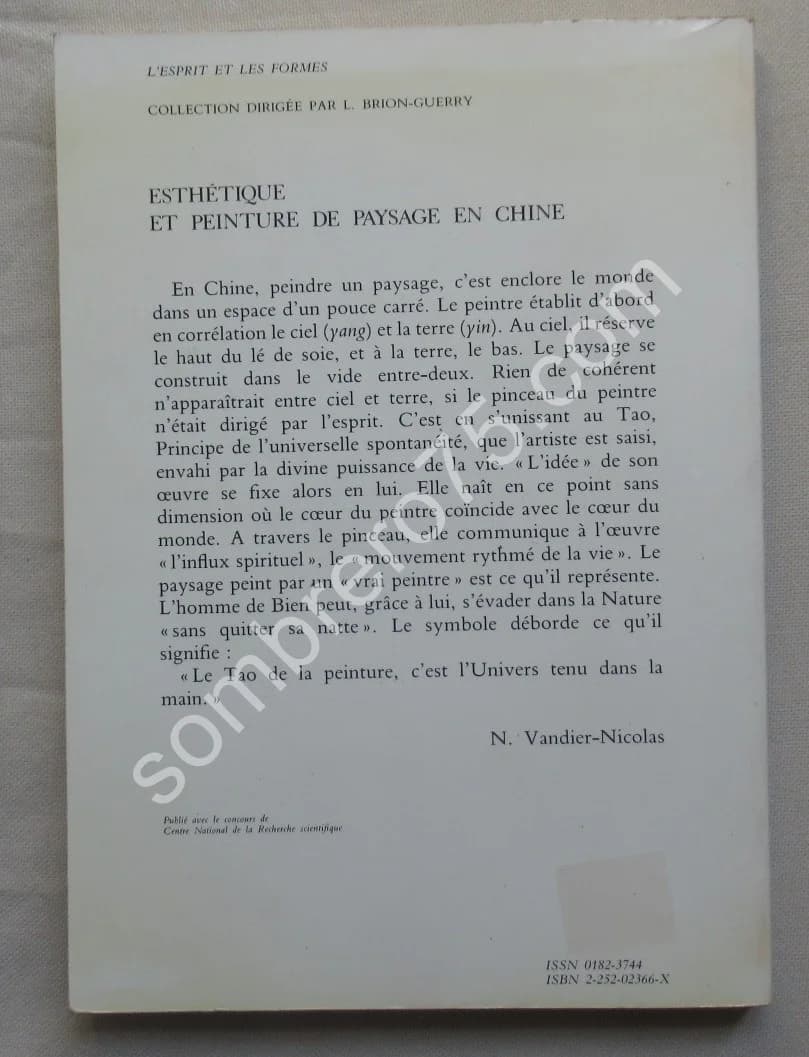 L'ESPRIT ET LES FORMES
COLLECTION DIRIGÉE PAR L. BRION-GUERRY
ESTHÉTIQUE
ET PEINTURE DE PAYSAGE EN CHINE
En Chine, peindre un paysage, c'est enclore le monde
dans un espace d'un pouce carré. Le peintre établit d'abord
en corrélation le ciel (yang) et la terre (yin). Au ciel, il réserve
le haut du lé de soie, et à la terre, le bas. Le paysage se
construit dans le vide entre-deux. Rien de cohérent
n'apparaîtrait entre ciel et terre, si le pinceau du peintre
n'était dirigé par l'esprit. C'est en s'unissant au Tao,
Principe de l'universelle spontanéité, que l'artiste est saisi,
envahi par la divine puissance de la vie. « L'idée » de son
œuvre se fixe alors en lui. Elle naît en ce point sans
dimension où le cœur du peintre coïncide avec le cœur du
monde. A travers le pinceau, elle communique à l'œuvre
« l'influx spirituel », le « mouvement rythmé de la vie ». Le
paysage peint par un « vrai peintre » est ce qu'il représente.
L'homme de Bien peut, grâce à lui, s'évader dans la Nature
« sans quitter sa natte ». Le symbole déborde ce qu'il
signifie :
« Le Tao de la peinture, c'est l'Univers tenu dans la
main. »
N. Vandier-Nicolas
Publié avec le concours de
Centre National de la Recherche scientifique
ISSN 0182-3744
ISBN 2-252-02366-X
sombrero75.com